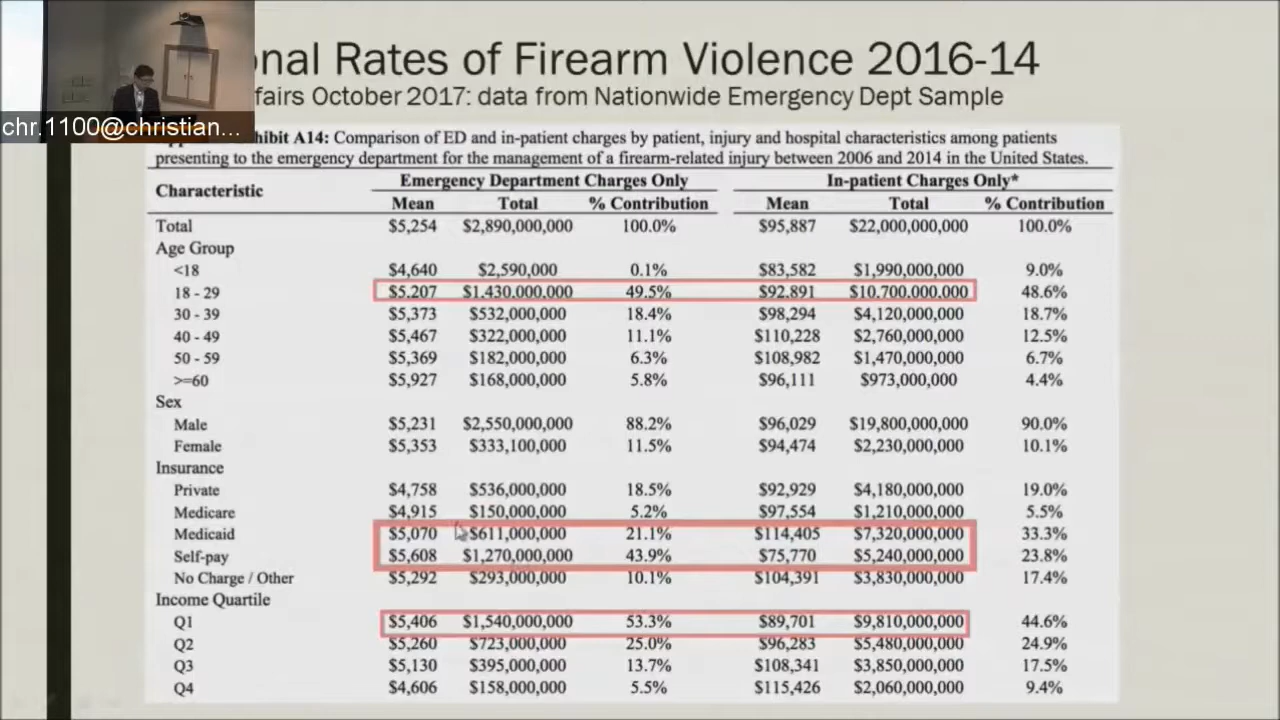 onal Rates of Firearm Violence 2016-14
fairs October 2017: data from Nationwide Emergency Dept Sample
chr.1100@christian...
hibit A14: Comparison of ED and in-patient charges by patient, injury and hospital characteristics among patients
presenting to the emergency department for the management of a firearm-related injury between 2006 and 2014 in the United States.
Characteristic Emergency Department Charges Only In-patient Charges Only*
Mean Total % Contribution Mean Total % Contribution
Total $5,254 $2,890,000,000 100.0% $95,887 $22,000,000,000 100.0%
Age Group
<18 $4,640 $2,590,000 0.1% $83,582 $1,990,000,000 9.0%
18 - 29 $5,207 $1,430,000,000 49.5% $92,891 $10,700,000,000 48.6%
30 - 39 $5,373 $532,000,000 18.4% $98,294 $4,120,000,000 18.7%
40 - 49 $5,467 $322,000,000 11.1% $110,228 $2,760,000,000 12.5%
50 - 59 $5,369 $182,000,000 6.3% $108,982 $1,470,000,000 6.7%
>=60 $5,927 $168,000,000 5.8% $96,111 $973,000,000 4.4%
Sex
Male $5,231 $2,550,000,000 88.2% $96,029 $19,800,000,000 90.0%
Female $5,353 $333,100,000 11.5% $94,474 $2,230,000,000 10.1%
Insurance
Private $4,758 $536,000,000 18.5% $92,929 $4,180,000,000 19.0%
Medicare $4,915 $150,000,000 5.2% $97,554 $1,210,000,000 5.5%
Medicaid $5,070 $611,000,000 21.1% $114,405 $7,320,000,000 33.3%
Self-pay $5,608 $1,270,000,000 43.9% $75,770 $5,240,000,000 23.8%
No Charge / Other $5,292 $293,000,000 10.1% $104,391 $3,830,000,000 17.4%
Income Quartile
Q1 $5,406 $1,540,000,000 53.3% $89,701 $9,810,000,000 44.6%
Q2 $5,260 $723,000,000 25.0% $96,283 $5,480,000,000 24.9%
Q3 $5,130 $395,000,000 13.7% $108,341 $3,850,000,000 17.5%
Q4 $4,606 $158,000,000 5.5% $115,426 $2,060,000,000 9.4%